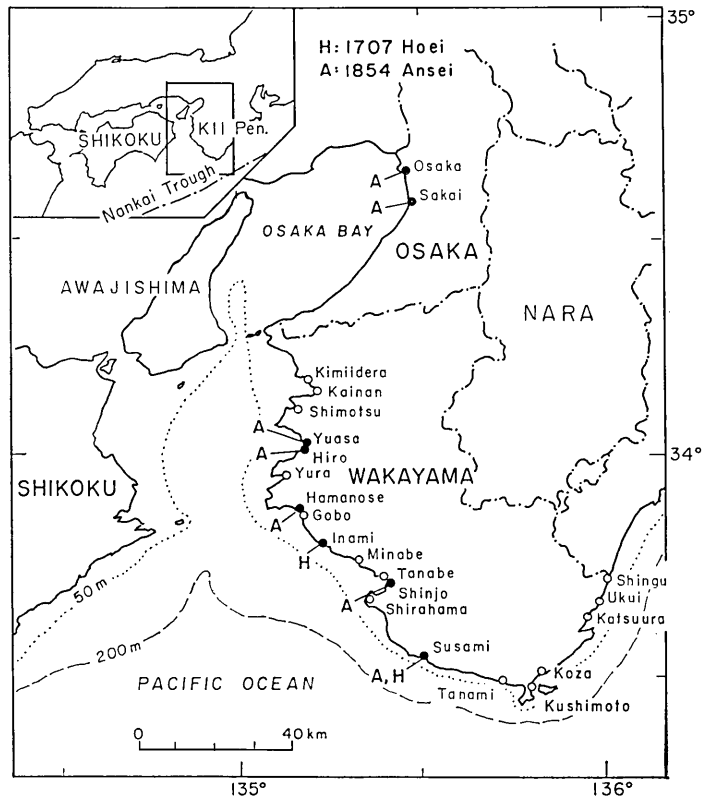 35°
H: 1707 Hoei
A: 1854 Ansei
SHIKOKU
KII Pen.
Nankai Trough
Osaka
A
Sakai
A
OSAKA BAY
OSAKA
AWAJISHIMA
NARA
Kimiidera
Kainan
Shimotsu
A
Yuasa
A
Hiro
34°
Yura
WAKAYAMA
SHIKOKU
Hamanose
A
Gobo
Inami
H
Minabe
Tanabe
Shinjo
A
Shirahama
Shingu
Ukui
Katsuura
50m
200m
Susami
A,H
Koza
Tanami
Kushimoto
PACIFIC OCEAN
0 40 km
135° 136°